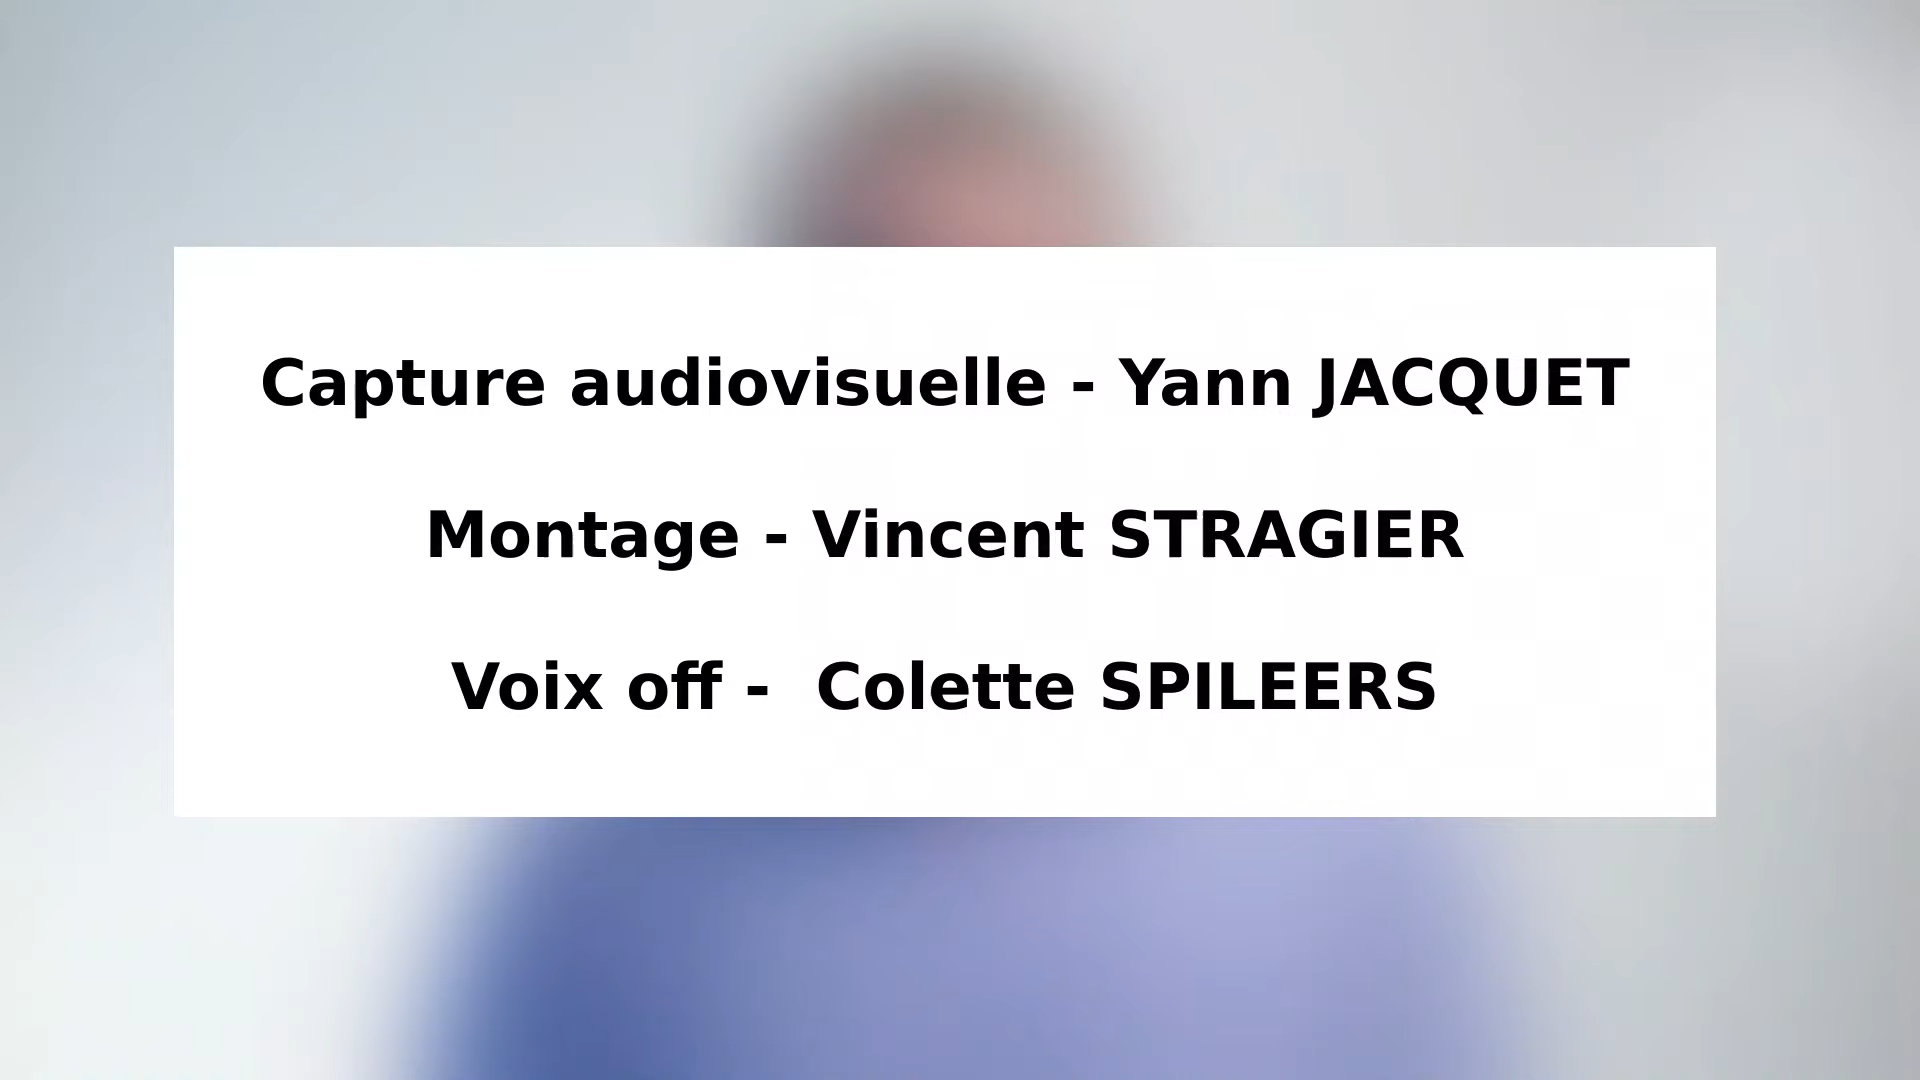 Capture audiovisuelle - Yann JACQUET
Montage - Vincent STRAGIER
Voix off -  Colette SPILEERS